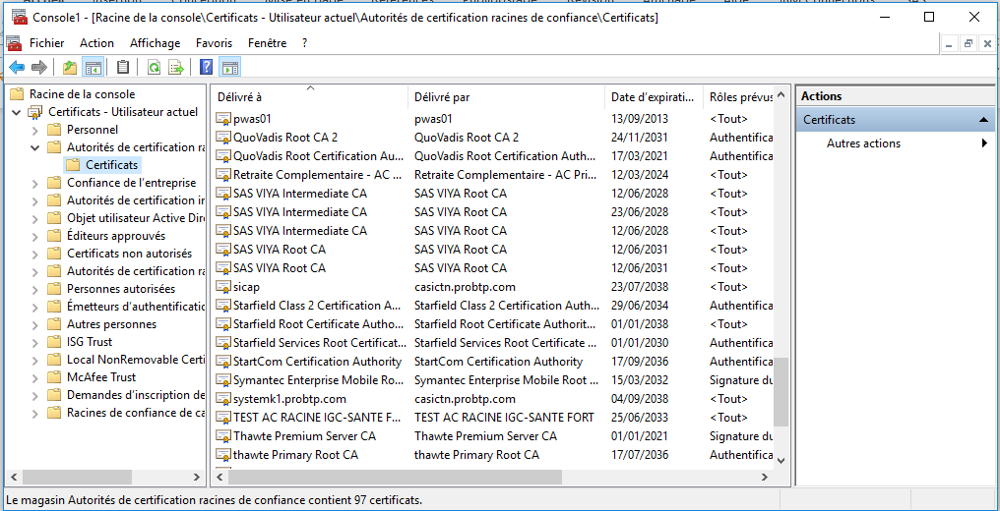 Console1 - [Racine de la console\Certificats - Utilisateur actuel\Autorités de certification racines de confiance\Certificats]
Fichier Action Affichage Favoris Fenêtre ?
Racine de la console
Certificats - Utilisateur actuel
Personnel
Autorités de certification ra
Certificats
Confiance de l'entreprise
Autorités de certification in
Objet utilisateur Active Dire
Éditeurs approuvés
Certificats non autorisés
Autorités de certification ra
Personnes autorisées
Émetteurs d'authentificatio
Autres personnes
ISG Trust
Local NonRemovable Certi
McAfee Trust
Demandes d'inscription de
Racines de confiance de ca
Délivré à Délivré par Date d'expirati... Rôles prévus
pwas01 pwas01 13/09/2013 <Tout>
QuoVadis Root CA 2 QuoVadis Root CA 2 24/11/2031 Authentifica
QuoVadis Root Certification Au... QuoVadis Root Certification Auth... 17/03/2021 Authentifica
Retraite Complementaire - AC ... Retraite Complementaire - AC Pri... 12/03/2024 <Tout>
SAS VIYA Intermediate CA SAS VIYA Root CA 12/06/2028 <Tout>
SAS VIYA Intermediate CA SAS VIYA Root CA 23/06/2028 <Tout>
SAS VIYA Intermediate CA SAS VIYA Root CA 12/06/2028 <Tout>
SAS VIYA Root CA SAS VIYA Root CA 12/06/2031 <Tout>
SAS VIYA Root CA SAS VIYA Root CA 12/06/2031 <Tout>
sicap casictn.probtp.com 23/07/2038 <Tout>
Starfield Class 2 Certification A... Starfield Class 2 Certification Auth... 29/06/2034 Authentifica
Starfield Root Certificate Autho... Starfield Root Certificate Authorit... 01/01/2038 <Tout>
Starfield Services Root Certificat... Starfield Services Root Certificate ... 01/01/2030 Authentifica
StartCom Certification Authority StartCom Certification Authority 17/09/2036 Authentifica
Symantec Enterprise Mobile Ro... Symantec Enterprise Mobile Root ... 15/03/2032 Signature du
systemk1.probtp.com casictn.probtp.com 04/09/2038 <Tout>
TEST AC RACINE IGC-SANTE F... TEST AC RACINE IGC-SANTE FORT 25/06/2033 <Tout>
Thawte Premium Server CA Thawte Premium Server CA 01/01/2021 Signature du
thawte Primary Root CA thawte Primary Root CA 17/07/2036 Authentifica
Actions
Certificats
Autres actions
Le magasin Autorités de certification racines de confiance contient 97 certificats.